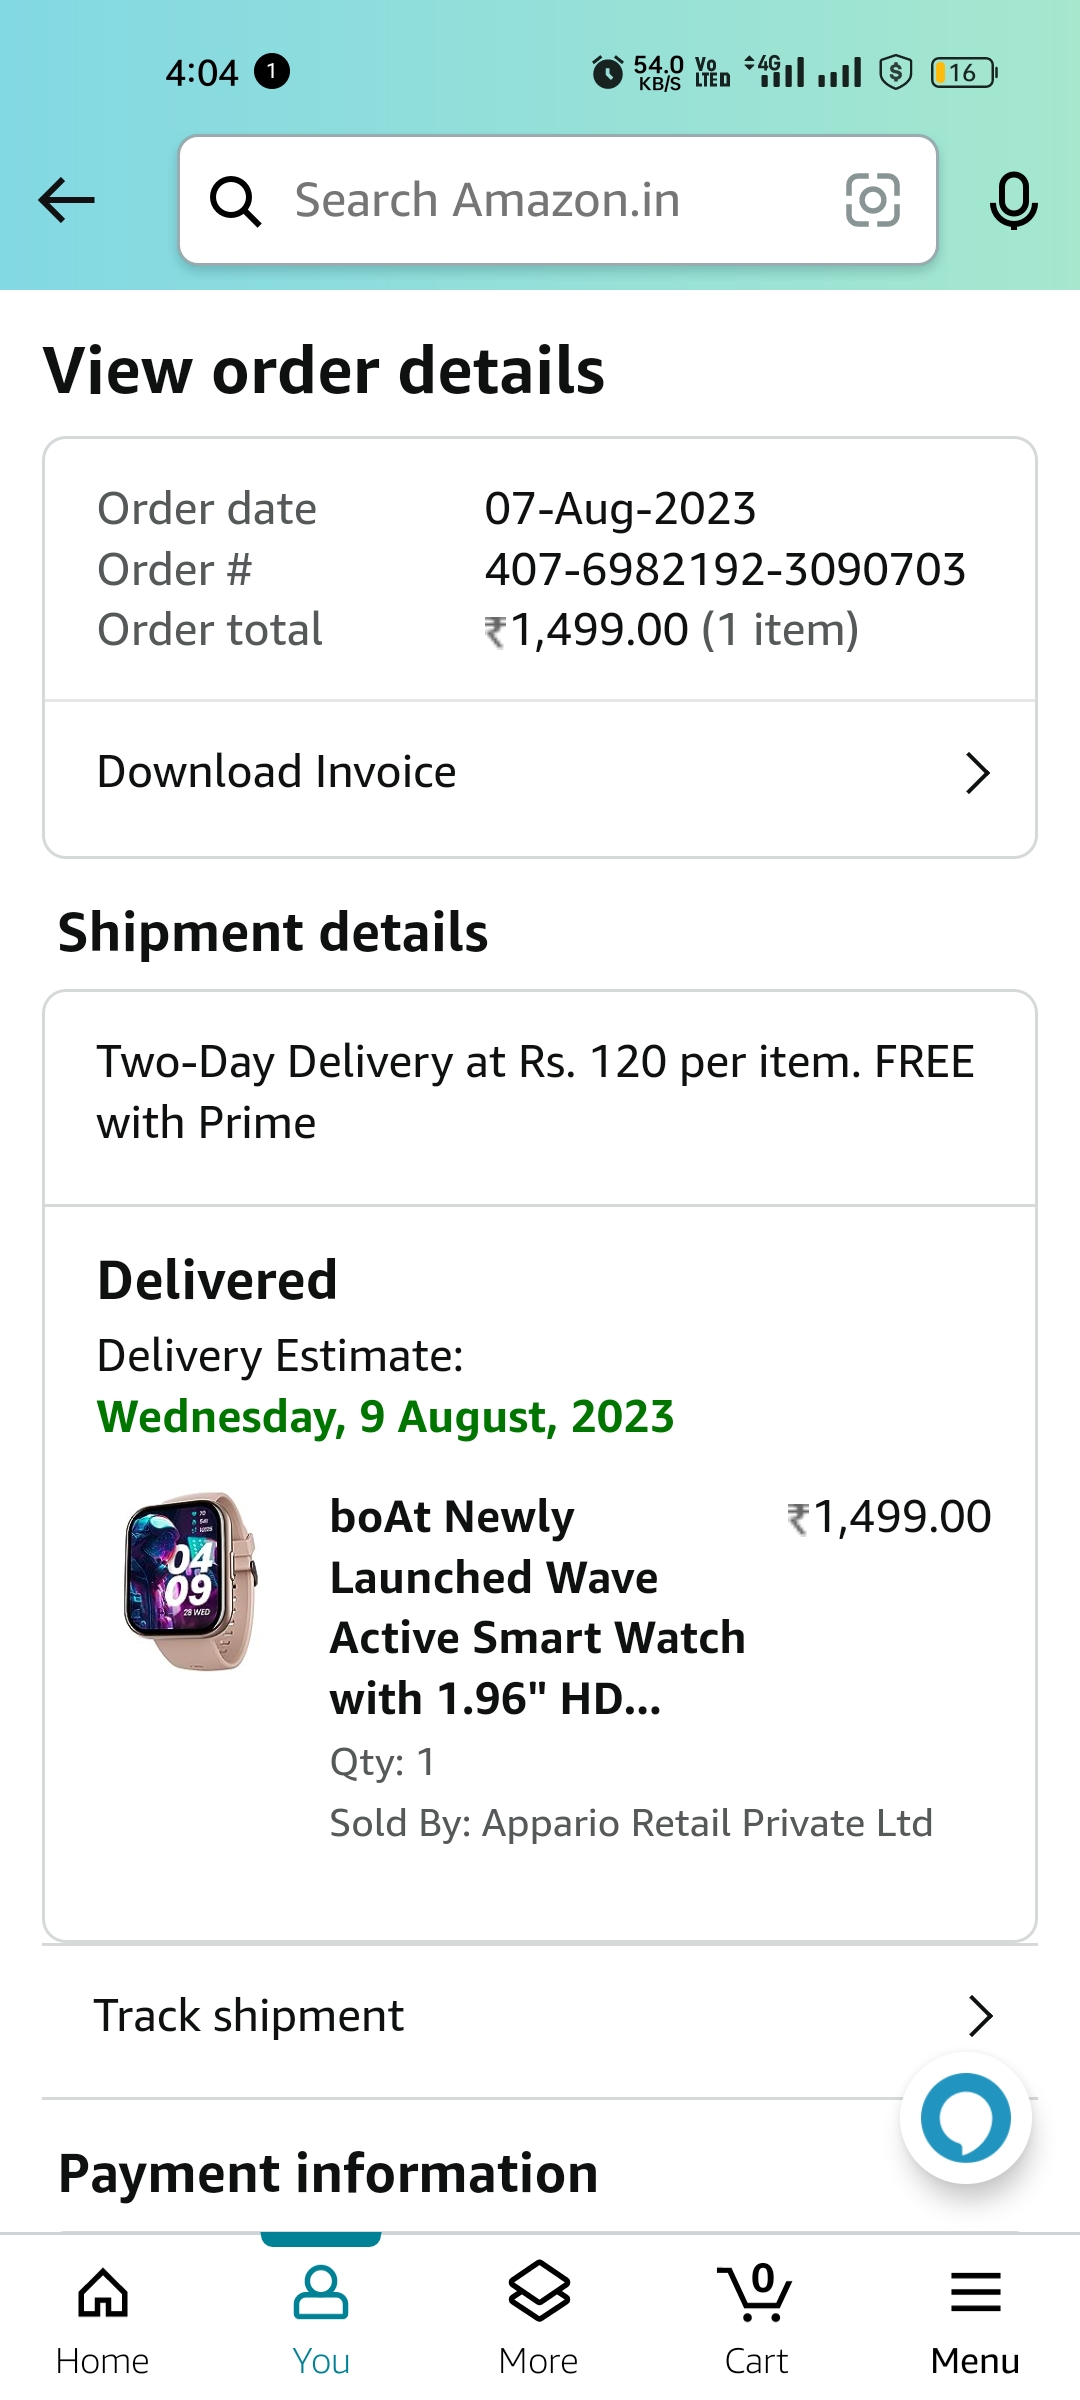 4:04 1 54.0 KB/S Vo LTED 4G 16
Search Amazon.in
View order details
Order date 07-Aug-2023
Order # 407-6982192-3090703
Order total ₹1,499.00 (1 item)
Download Invoice
Shipment details
Two-Day Delivery at Rs. 120 per item. FREE
with Prime
Delivered
Delivery Estimate:
Wednesday, 9 August, 2023
boAt Newly ₹1,499.00
Launched Wave
Active Smart Watch
with 1.96" HD...
04
09
28 WED
Qty: 1
Sold By: Appario Retail Private Ltd
Track shipment
Payment information
0
Home You More Cart Menu